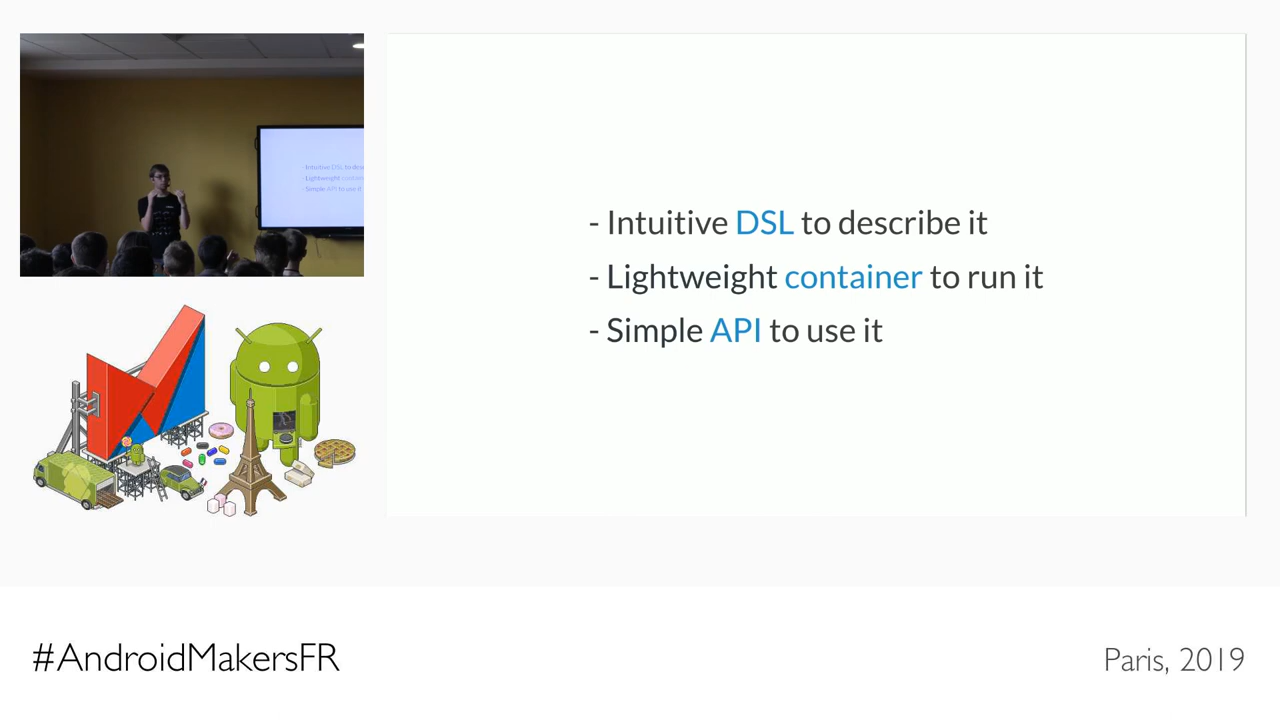 - Intuitive DSL to describe it
- Lightweight container to run it
- Simple API to use it
#AndroidMakersFR
Paris, 2019